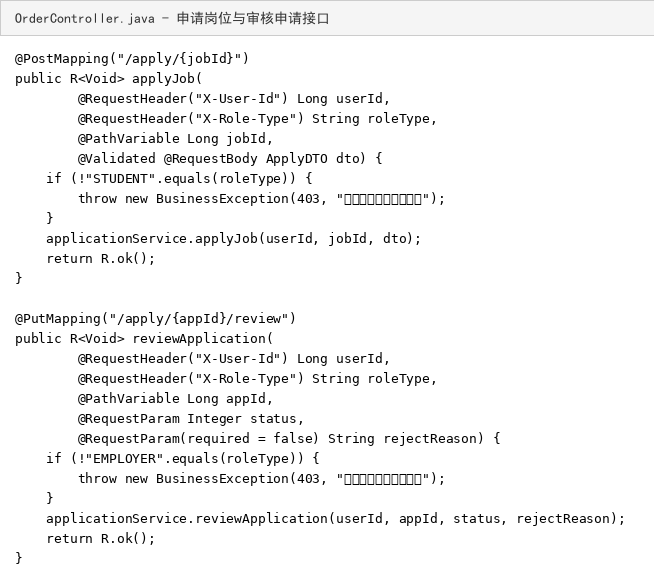 OrderController.java — 申请岗位与审核申请接口
@PostMapping("/apply/{jobId}")
public R<Void> applyJob(
        @RequestHeader("X-User-Id") Long userId,
        @RequestHeader("X-Role-Type") String roleType,
        @PathVariable Long jobId,
        @Validated @RequestBody ApplyDTO dto) {
    if (!"STUDENT".equals(roleType)) {
        throw new BusinessException(403, "");
    }
    applicationService.applyJob(userId, jobId, dto);
    return R.ok();
}
@PutMapping("/apply/{appId}/review")
public R<Void> reviewApplication(
        @RequestHeader("X-User-Id") Long userId,
        @RequestHeader("X-Role-Type") String roleType,
        @PathVariable Long appId,
        @RequestParam Integer status,
        @RequestParam(required = false) String rejectReason) {
    if (!"EMPLOYER".equals(roleType)) {
        throw new BusinessException(403, "");
    }
    applicationService.reviewApplication(userId, appId, status, rejectReason);
    return R.ok();
}